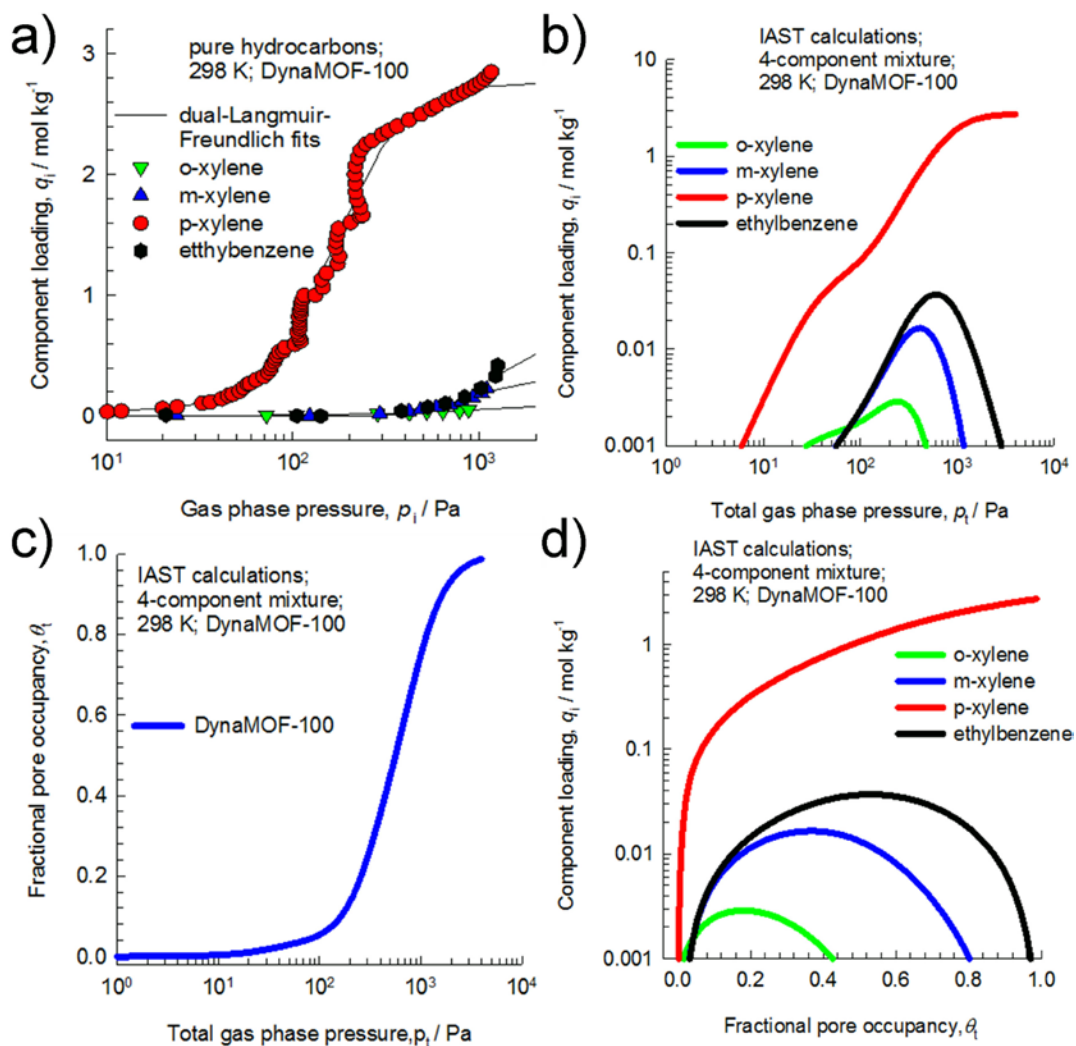 a)
pure hydrocarbons;
298 K; DynaMOF-100
dual-Langmuir-
Freundlich fits
o-xylene
m-xylene
p-xylene
etthybenzene
Component loading, qi / mol kg-1
3
2
1
0
10¹
10²
10³
Gas phase pressure, pi / Pa
b)
IAST calculations;
4-component mixture;
298 K; DynaMOF-100
o-xylene
m-xylene
p-xylene
ethylbenzene
Component loading, qi / mol kg-1
10
1
0.1
0.01
0.001
10⁰
10¹
10²
10³
10⁴
Total gas phase pressure, pt / Pa
c)
IAST calculations;
4-component mixture;
298 K; DynaMOF-100
DynaMOF-100
Fractional pore occupancy, θt
1.0
0.8
0.6
0.4
0.2
0.0
10⁰
10¹
10²
10³
10⁴
Total gas phase pressure,pt / Pa
d)
IAST calculations;
4-component mixture;
298 K; DynaMOF-100
o-xylene
m-xylene
p-xylene
ethylbenzene
Component loading, qi / mol kg-1
1
0.1
0.01
0.001
0.0
0.2
0.4
0.6
0.8
1.0
Fractional pore occupancy,θt